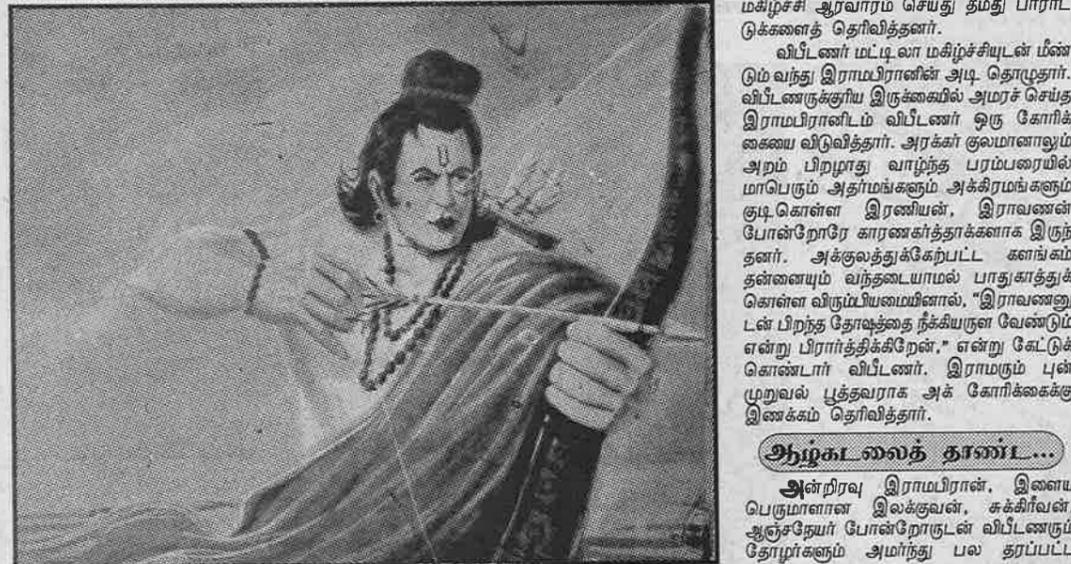 மகிழ்ச்சி ஆரவாரம் செய்து தமது பாராட்
டுக்களைத் தெரிவித்தனர்.
விபீடணர் மட்டிலா மகிழ்ச்சியுடன் மீண்
டும் வந்து இராமபிரானின் அடி தொழுதார்.
விபீடணருக்குரிய இருக்கையில் அமரச் செய்த
இராமபிரானிடம் விபீடணர் ஒரு கோரிக்
கையை விடுவித்தார். அரக்கர் குலமானாலும்
அறம் பிறழாது வாழ்ந்த பரம்பரையில்
மாபெரும் அதர்மங்களும் அக்கிரமங்களும்
குடிகொள்ள இரணியன், இராவணன்
போன்றோரே காரணகர்த்தாக்களாக இருந்
தனர். அக்குலத்துக்கேற்பட்ட களங்கம்
தன்னையும் வந்தடையாமல் பாதுகாத்துக்
கொள்ள விரும்பியமையினால், "இராவணனு
டன் பிறந்த தோஷத்தை நீக்கியருள வேண்டும்
என்று பிரார்த்திக்கிறேன்," என்று கேட்டுக்
கொண்டார் விபீடணர். இராமரும் புன்
முறுவல் பூத்தவராக அக் கோரிக்கைக்கு
இணக்கம் தெரிவித்தார்.
ஆழ்கடலைத் தாண்ட...
அன்றிரவு இராமபிரான், இளைய
பெருமாளான இலக்குவன், சுக்கிரீவன்,
ஆஞ்சநேயர் போன்றோருடன் விபீடணரும்
தோழர்களும் அமர்ந்து பல தரப்பட்ட